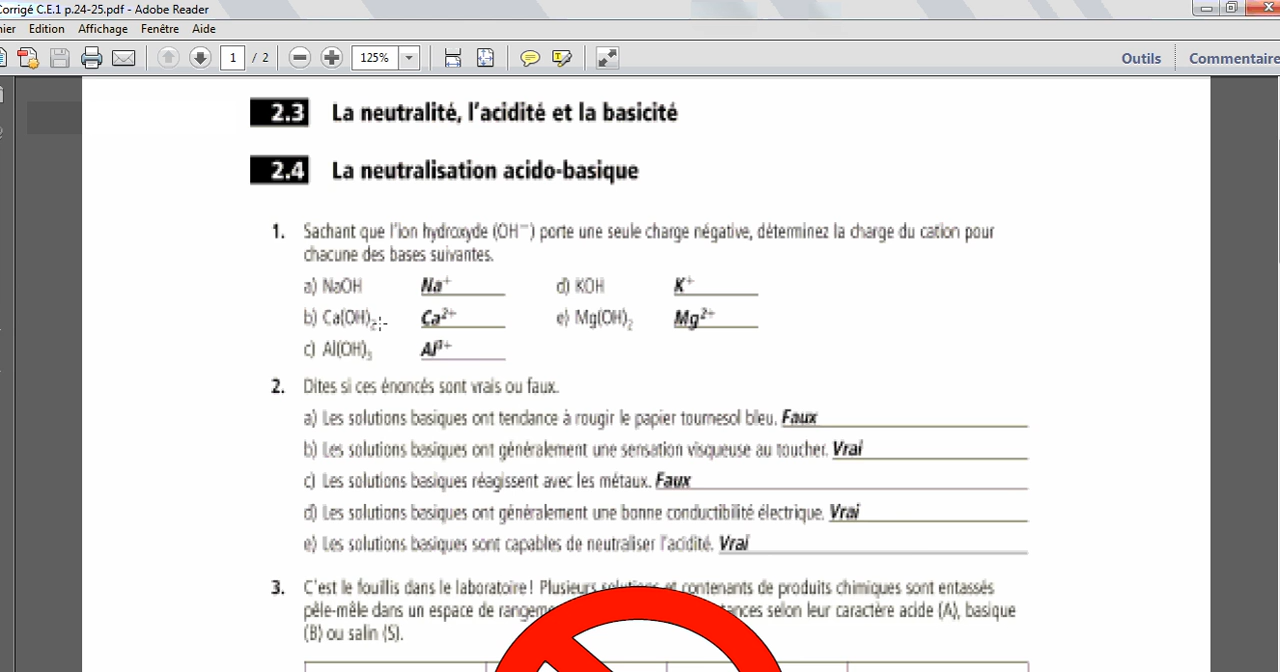 Corrigé C.E.1 p.24-25.pdf - Adobe Reader
Edition Affichage Fenêtre Aide
1 / 2 125% Outils Commentaire
2.3 La neutralité, l'acidité et la basicité
2.4 La neutralisation acido-basique
1. Sachant que l'ion hydroxyde (OH⁻) porte une seule charge négative, déterminez la charge du cation pour
chacune des bases suivantes.
a) NaOH Na⁺ d) KOH K⁺
b) Ca(OH)₂ Ca²⁺ e) Mg(OH)₂ Mg²⁺
c) Al(OH)₃ Al³⁺
2. Dites si ces énoncés sont vrais ou faux.
a) Les solutions basiques ont tendance à rougir le papier tournesol bleu. Faux
b) Les solutions basiques ont généralement une sensation visqueuse au toucher. Vrai
c) Les solutions basiques réagissent avec les métaux. Faux
d) Les solutions basiques ont généralement une bonne conductibilité électrique. Vrai
e) Les solutions basiques sont capables de neutraliser l'acidité. Vrai
3. C'est le fouillis dans le laboratoire ! Plusieurs solutions et contenants de produits chimiques sont entassés
pêle-mêle dans un espace de selon leur caractère acide (A), basique
(B) ou salin (S).